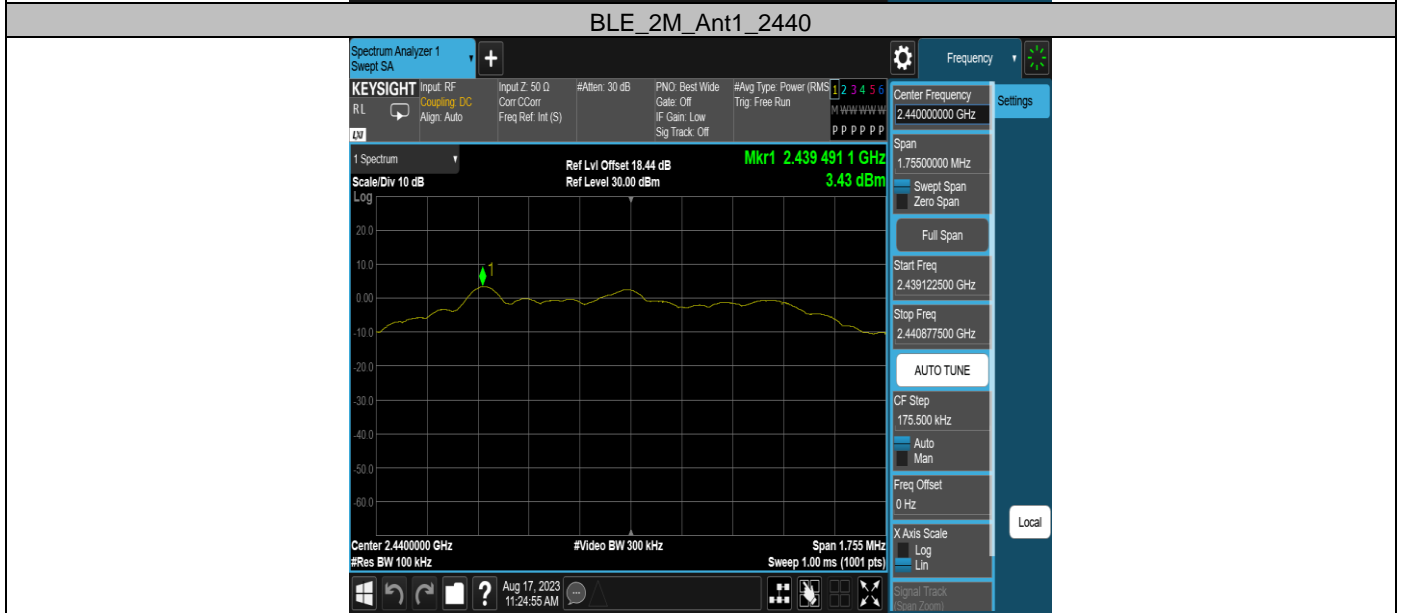 BLE_2M_Ant1_2440
Spectrum Analyzer 1
Swept SA
Frequency
KEYSIGHT
RL
LXI
Input: RF
Coupling: DC
Align: Auto
Input Z: 50 Ω
Corr CCorr
Freq Ref: Int (S)
#Atten: 30 dB
PNO: Best Wide
Gate: Off
IF Gain: Low
Sig Track: Off
#Avg Type: Power (RMS
Trig: Free Run
1 2 3 4 5 6
M W W W W W
P P P P P P
1 Spectrum
Scale/Div 10 dB
Ref Lvl Offset 18.44 dB
Ref Level 30.00 dBm
Mkr1 2.439 491 1 GHz
3.43 dBm
Log
20.0
10.0
0.00
-10.0
-20.0
-30.0
-40.0
-50.0
-60.0
1
Center 2.4400000 GHz
#Res BW 100 kHz
#Video BW 300 kHz
Span 1.755 MHz
Sweep 1.00 ms (1001 pts)
Aug 17, 2023
11:24:55 AM
Center Frequency
2.440000000 GHz
Settings
Span
1.75500000 MHz
Swept Span
Zero Span
Full Span
Start Freq
2.439122500 GHz
Stop Freq
2.440877500 GHz
AUTO TUNE
CF Step
175.500 kHz
Auto
Man
Freq Offset
0 Hz
Local
X Axis Scale
Log
Lin
Signal Track
(Span Zoom)